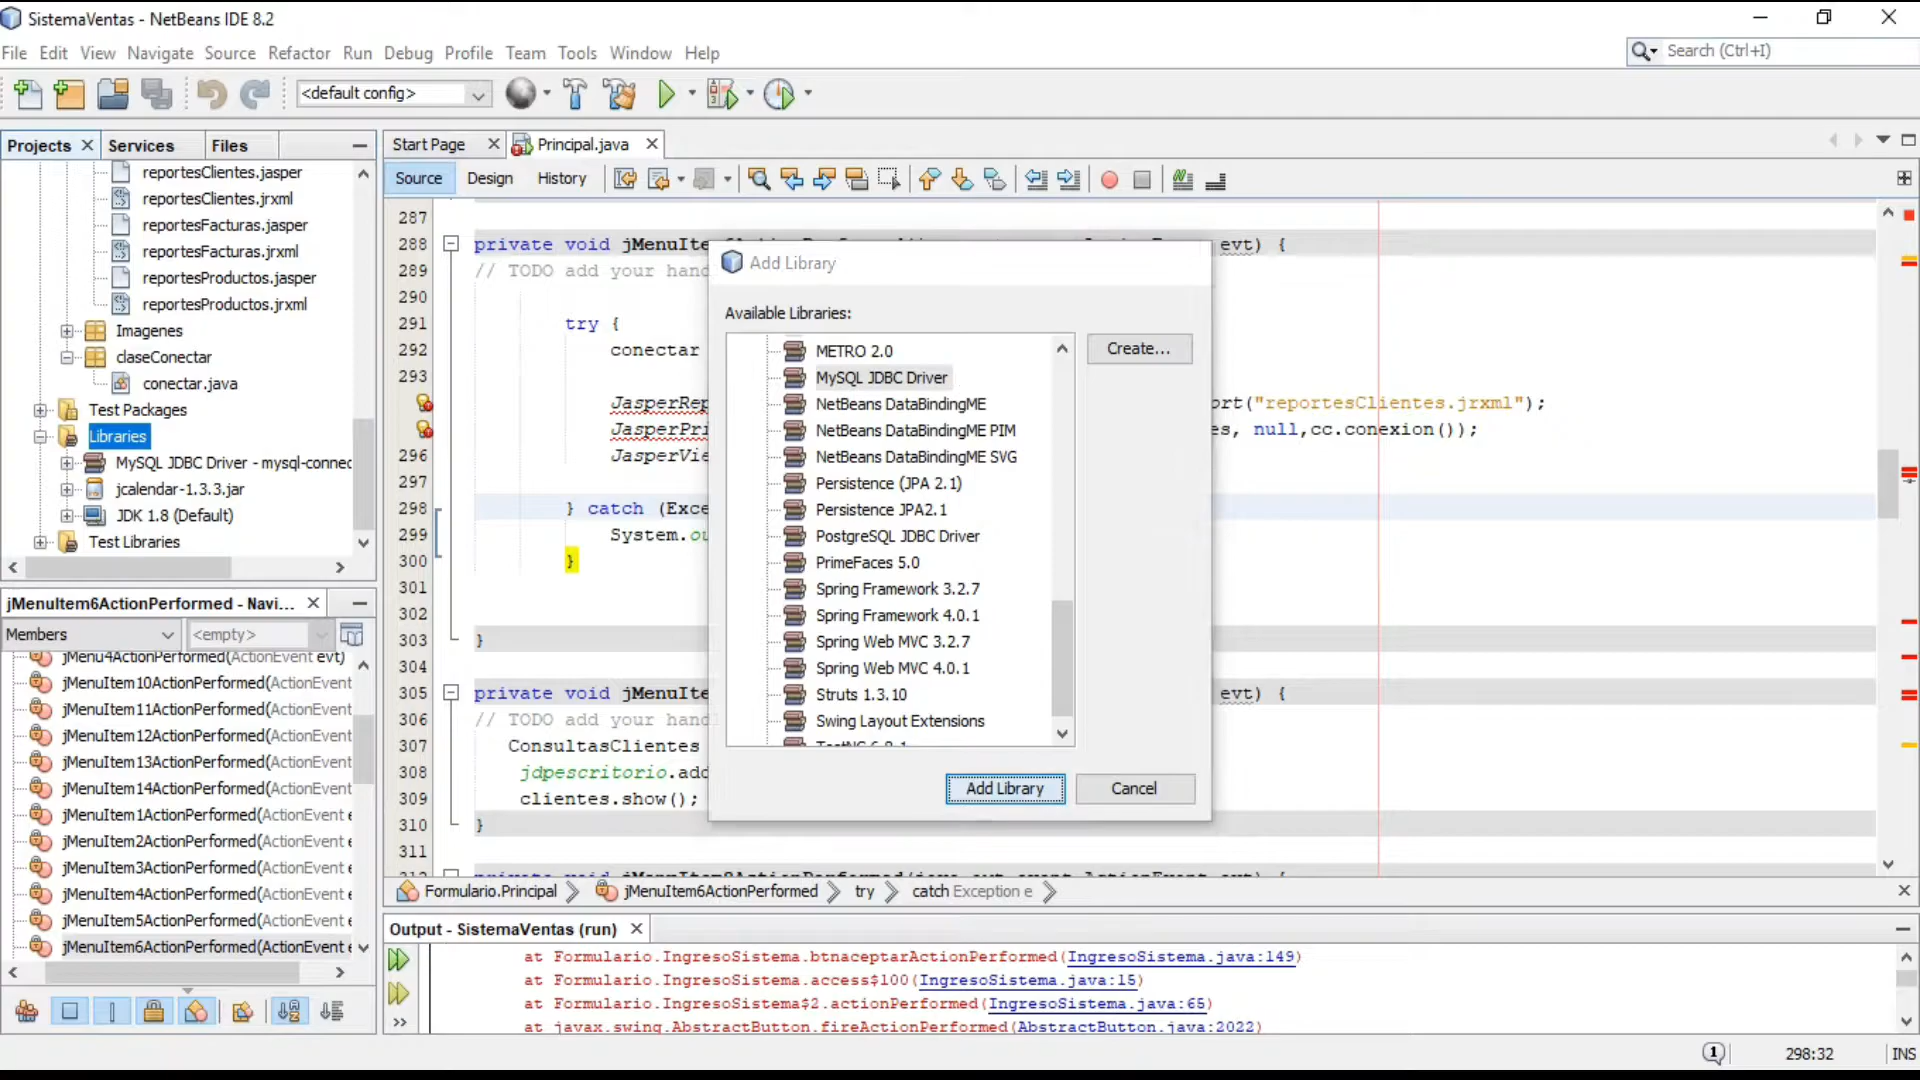 SistemaVentas - NetBeans IDE 8.2
File Edit View Navigate Source Refactor Run Debug Profile Team Tools Window Help
Search (Ctrl+I)
<default config>
Projects Services Files
Start Page Principal.java
Source Design History
reportesClientes.jasper
reportesClientes.jrxml
reportesFacturas.jasper
reportesFacturas.jrxml
reportesProductos.jasper
reportesProductos.jrxml
Imagenes
claseConectar
conectar.java
Test Packages
Libraries
MySQL JDBC Driver - mysql-connec
jcalendar-1.3.3.jar
JDK 1.8 (Default)
Test Libraries
jMenuItem6ActionPerformed - Navi...
Members <empty>
jMenu4ActionPerformed(ActionEvent evt)
jMenuItem10ActionPerformed(ActionEvent
jMenuItem11ActionPerformed(ActionEvent
jMenuItem12ActionPerformed(ActionEvent
jMenuItem13ActionPerformed(ActionEvent
jMenuItem14ActionPerformed(ActionEvent
jMenuItem1ActionPerformed(ActionEvent e
jMenuItem2ActionPerformed(ActionEvent e
jMenuItem3ActionPerformed(ActionEvent e
jMenuItem4ActionPerformed(ActionEvent e
jMenuItem5ActionPerformed(ActionEvent e
jMenuItem6ActionPerformed(ActionEvent e
287
288 private void jMenuIte evt) {
289 // TODO add your hand
290
291 try {
292 conectar
293
JasperRep ort("reportesClientes.jrxml");
JasperPri es, null,cc.conexion());
296 JasperVie
297
298 } catch (Exce
299 System.ou
300 }
301
302
303 }
304
305 private void jMenuIte evt) {
306 // TODO add your hand
307 ConsultasClientes
308 jdpescritorio.add
309 clientes.show();
310 }
311
Add Library
Available Libraries:
METRO 2.0
MySQL JDBC Driver
NetBeans DataBindingME
NetBeans DataBindingME PIM
NetBeans DataBindingME SVG
Persistence (JPA 2.1)
Persistence JPA2.1
PostgreSQL JDBC Driver
PrimeFaces 5.0
Spring Framework 3.2.7
Spring Framework 4.0.1
Spring Web MVC 3.2.7
Spring Web MVC 4.0.1
Struts 1.3.10
Swing Layout Extensions
Create...
Add Library Cancel
Formulario.Principal jMenuItem6ActionPerformed try catch Exception e
Output - SistemaVentas (run)
at Formulario.IngresoSistema.btnaceptarActionPerformed(IngresoSistema.java:149)
at Formulario.IngresoSistema.access$100(IngresoSistema.java:15)
at Formulario.IngresoSistema$2.actionPerformed(IngresoSistema.java:65)
at javax.swing.AbstractButton.fireActionPerformed(AbstractButton.java:2022)
1 298:32 INS